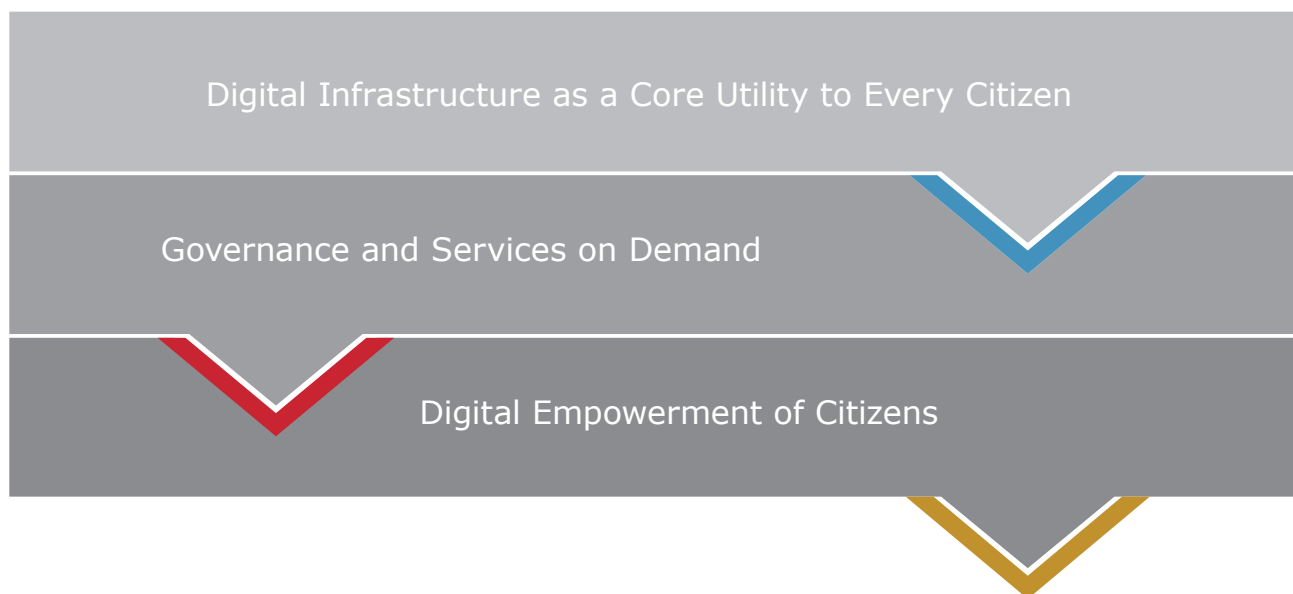 Digital Infrastructure as a Core Utility to Every Citizen
Governance and Services on Demand
Digital Empowerment of Citizens